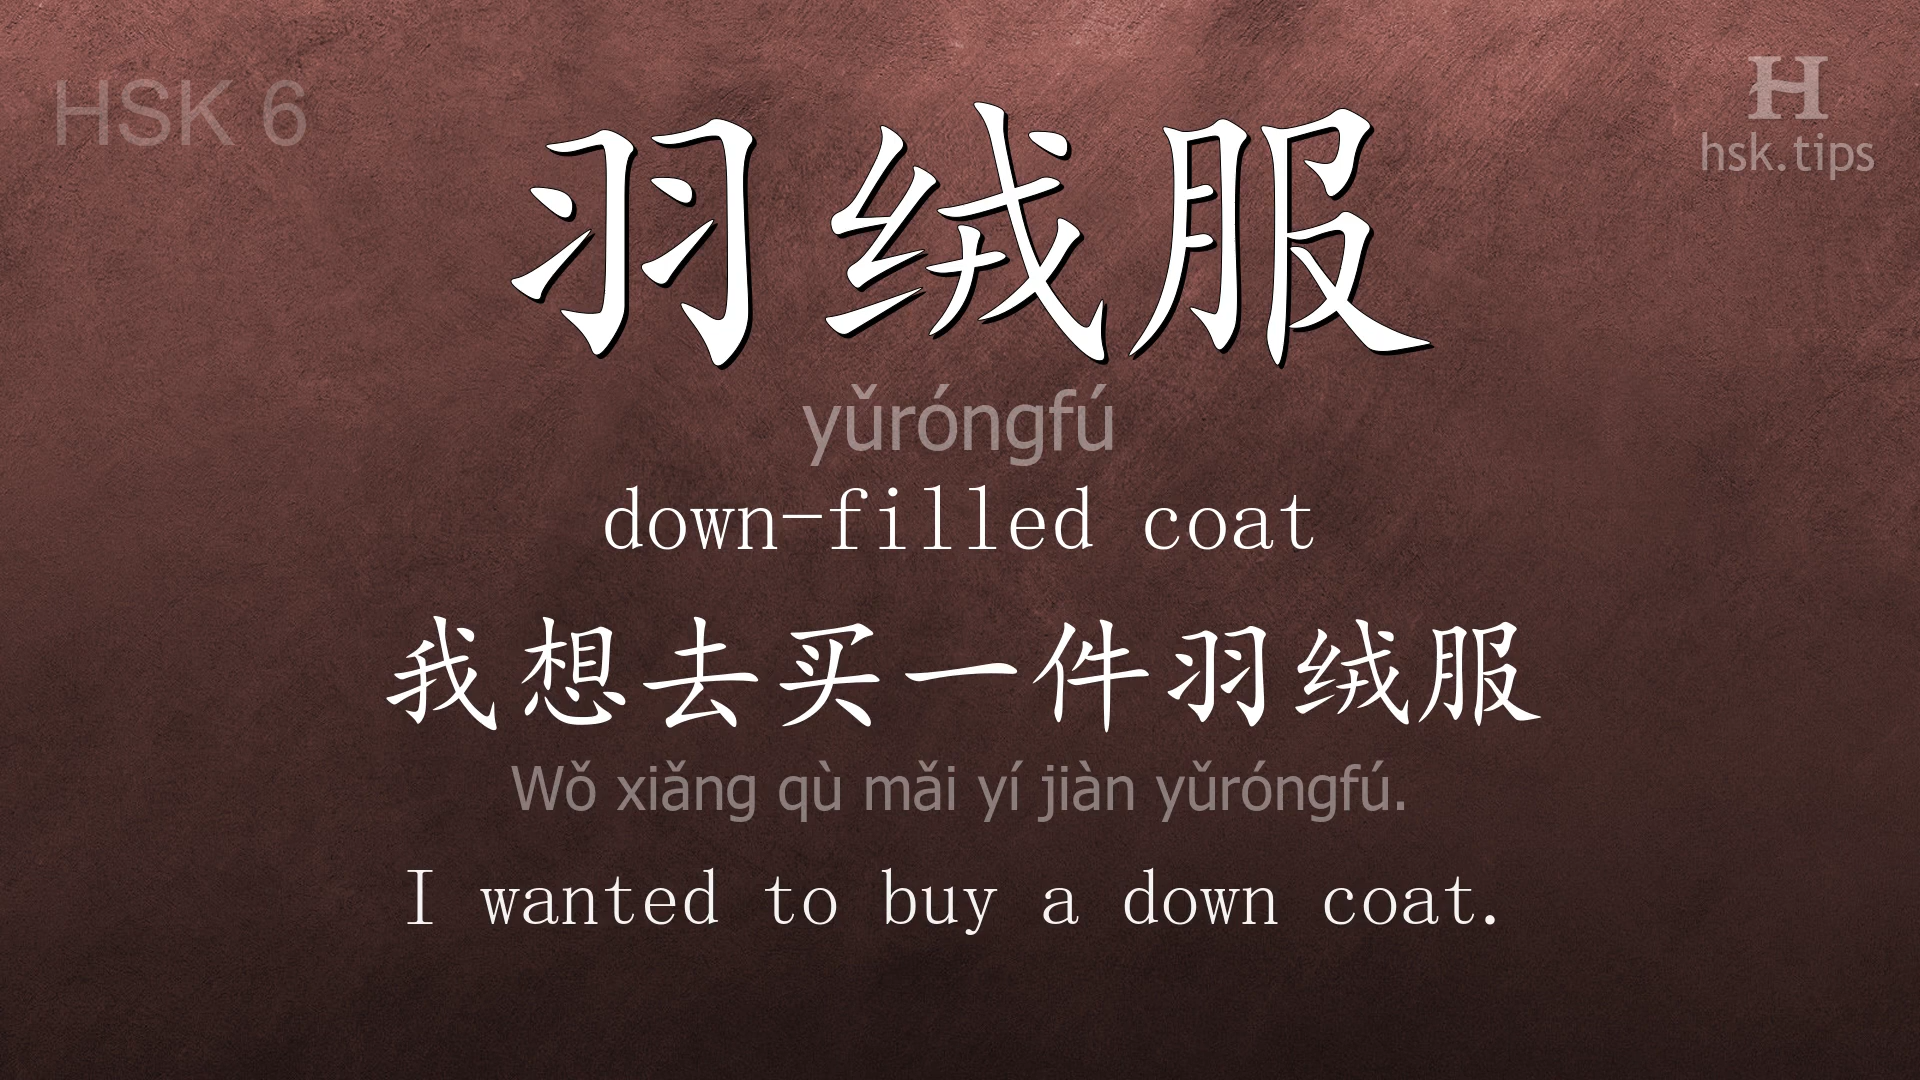 HSK 6
H
hsk.tips
羽绒服
yǔróngfú
down-filled coat
我想去买一件羽绒服
Wǒ xiǎng qù mǎi yí jiàn yǔróngfú.
I wanted to buy a down coat.